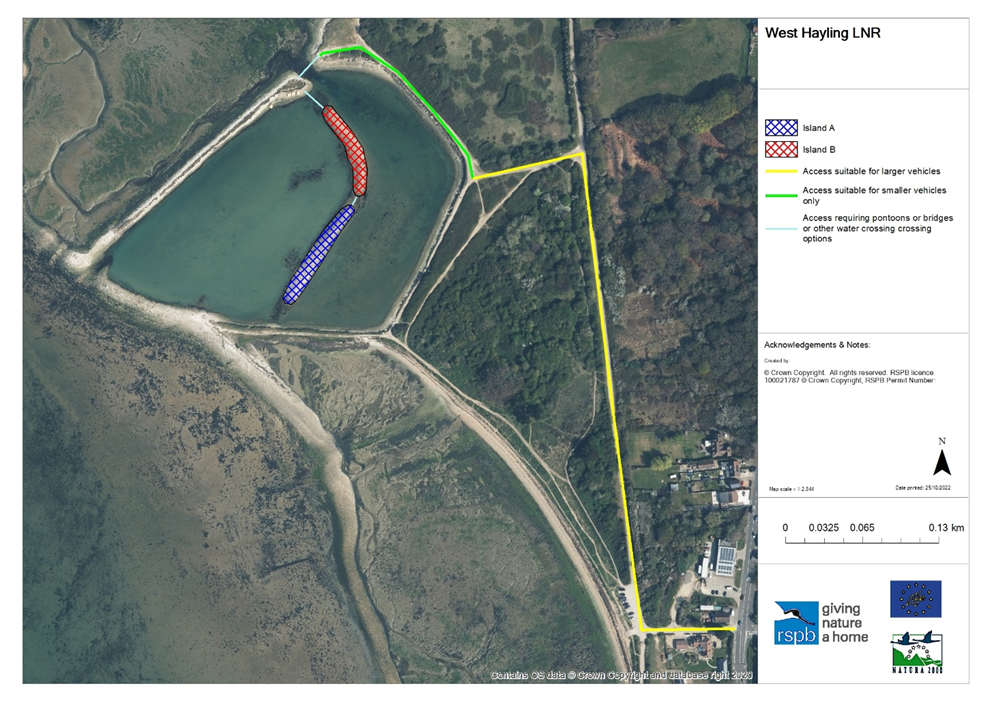 West Hayling LNR
Island A
Island B
Access suitable for larger vehicles
Access suitable for smaller vehicles
only
Access requiring pontoons or bridges
or other water crossing crossing
options
Acknowledgements & Notes:
Created by:
© Crown Copyright. All rights reserved. RSPB licence
100021787 © Crown Copyright, RSPB Permit Number:
N
Map scale = 1:2,044
Date printed: 25/10/2022
0 0.0325 0.065 0.13 km
giving
nature
a home
rspb
NATURA 2000
Contains OS data © Crown Copyright and database right 2020